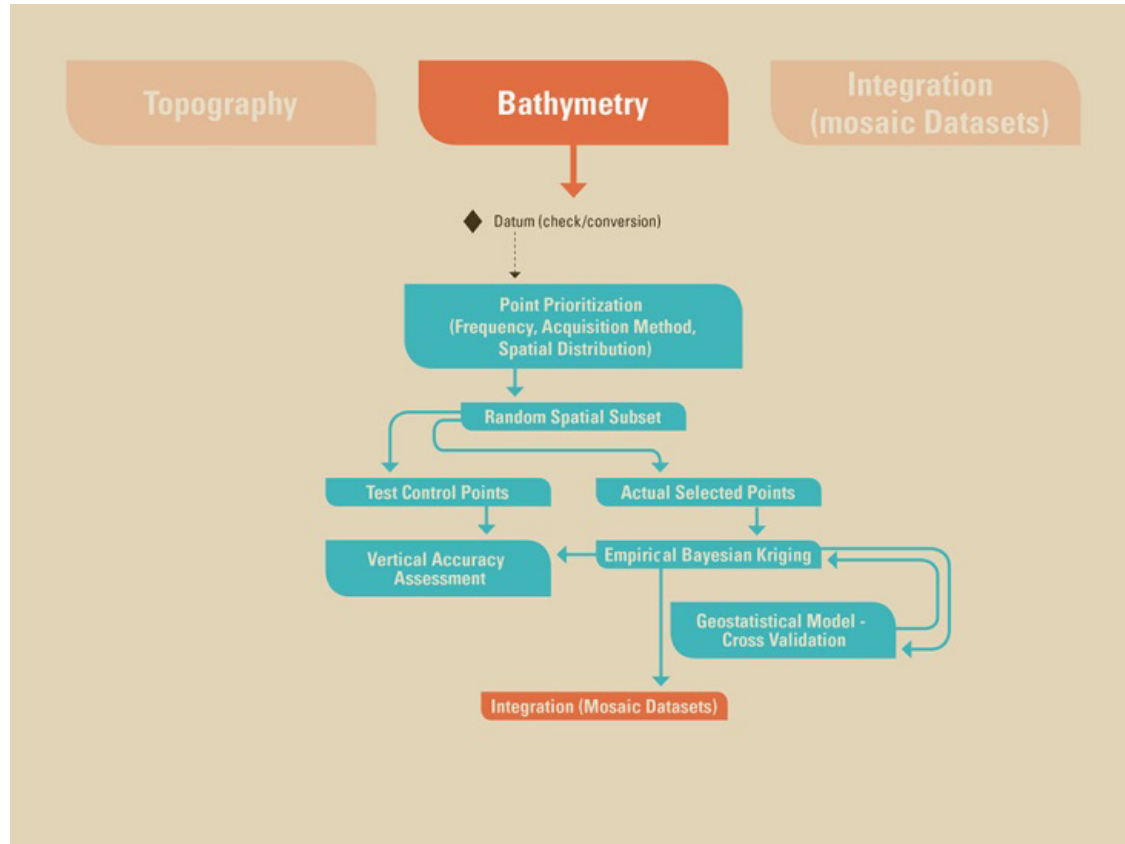 Topography
Bathymetry
Integration
(mosaic Datasets)
Datum (check/conversion)
Point Prioritization
(Frequency, Acquisition Method,
Spatial Distribution)
Random Spatial Subset
Test Control Points
Actual Selected Points
Vertical Accuracy
Assessment
Empirical Bayesian Kriging
Geostatistical Model -
Cross Validation
Integration (Mosaic Datasets)